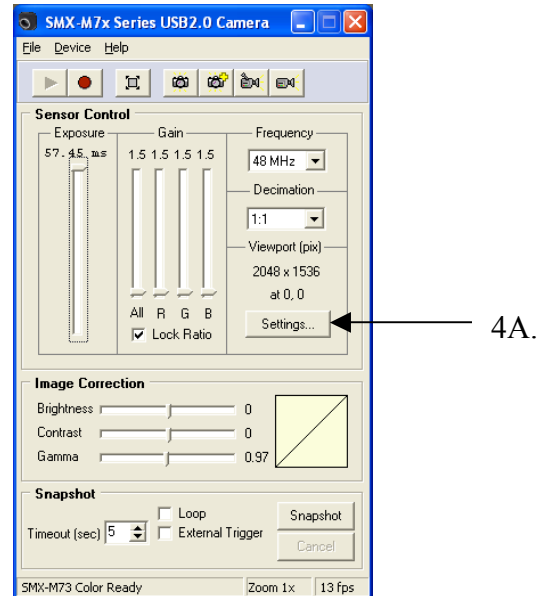 SMX-M7x Series USB2.0 Camera
File Device Help
Sensor Control
Exposure
57.45 ms
Gain
1.5 1.5 1.5 1.5
All R G B
Lock Ratio
Frequency
48 MHz
Decimation
1:1
Viewport (pix)
2048 x 1536
at 0, 0
Settings...
4A.
Image Correction
Brightness 0
Contrast 0
Gamma 0.97
Snapshot
Timeout (sec) 5
Loop
External Trigger
Snapshot
Cancel
SMX-M73 Color Ready Zoom 1x 13 fps